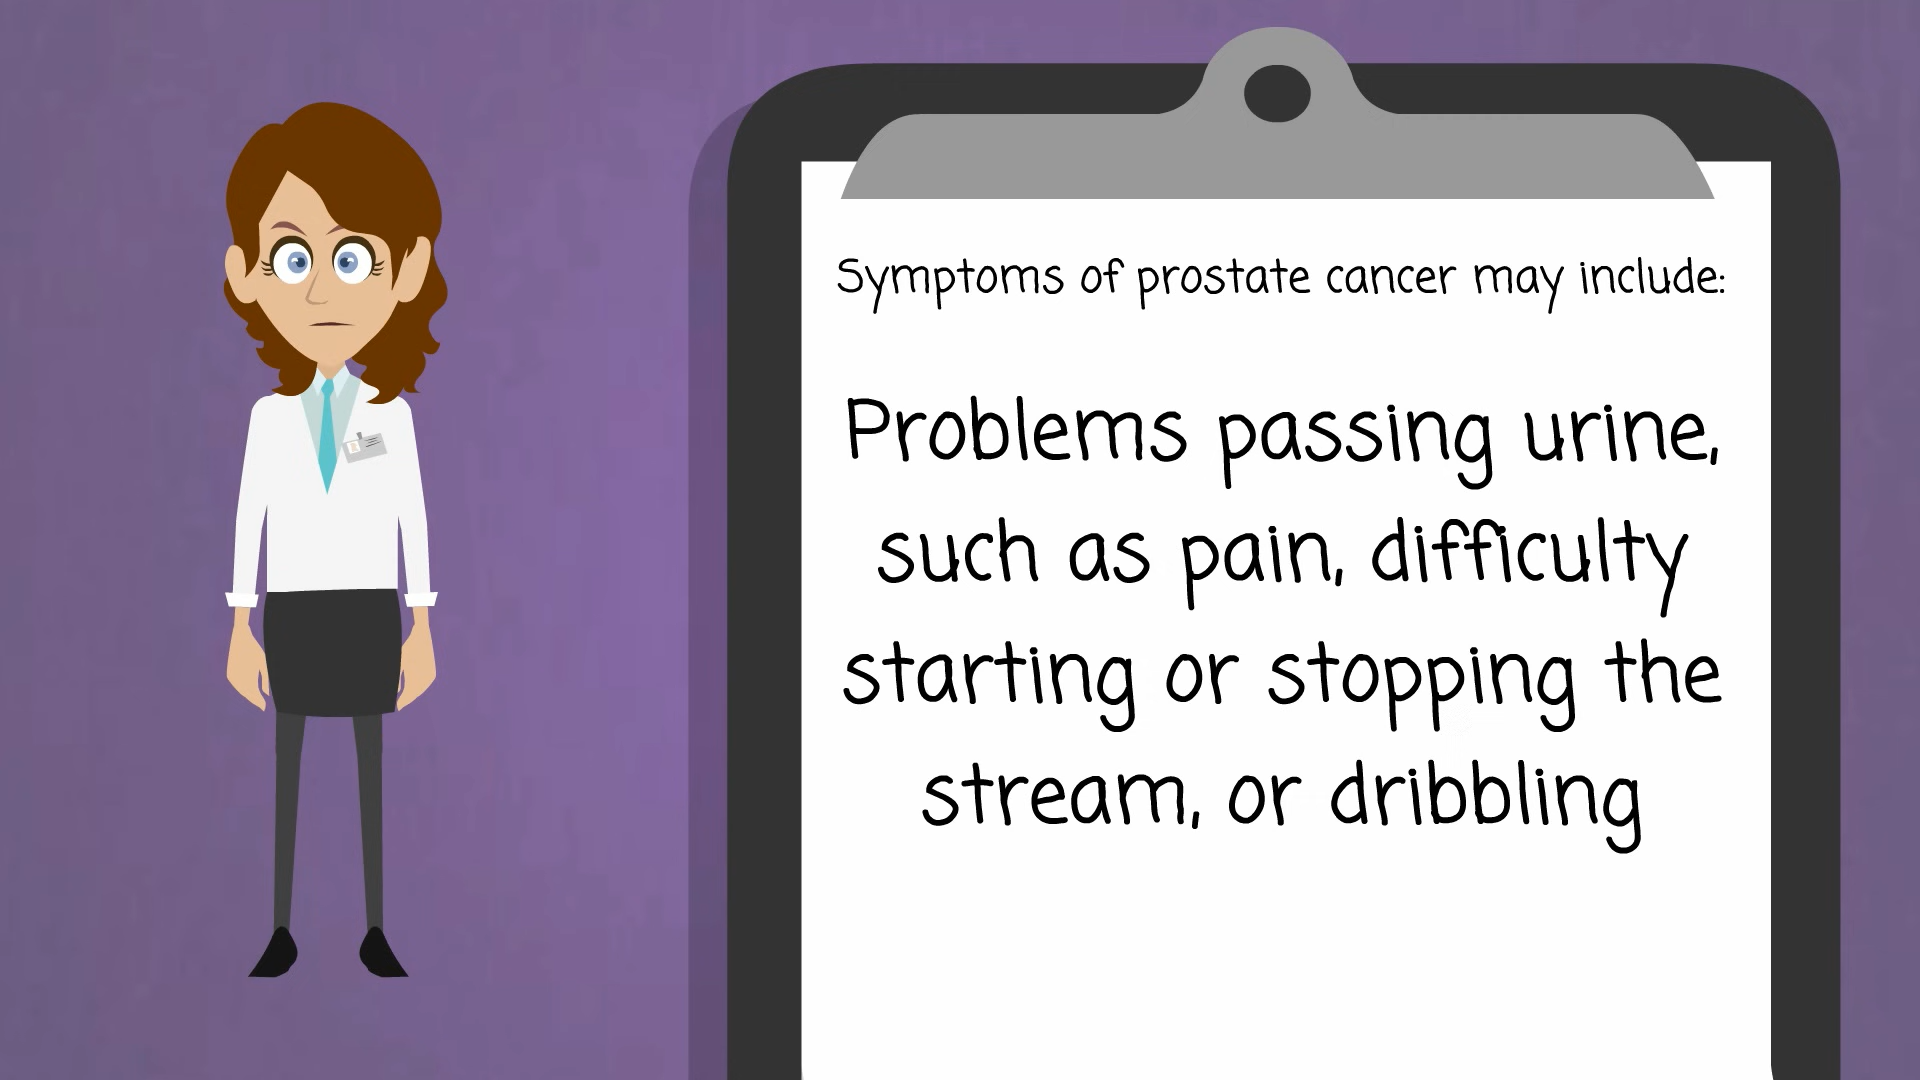 Symptoms of prostate cancer may include:
Problems passing urine,
such as pain, difficulty
starting or stopping the
stream, or dribbling